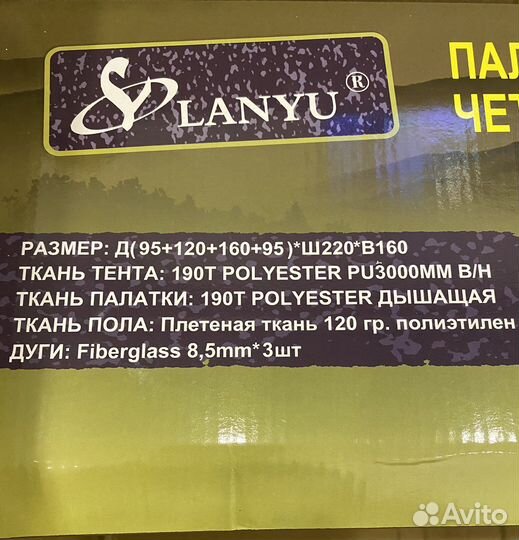 LANYU ®
ПАЛ
ЧЕТ
РАЗМЕР: Д(95+120+160+95)*Ш220*В160
ТКАНЬ ТЕНТА: 190T POLYESTER PU3000MM В/Н
ТКАНЬ ПАЛАТКИ: 190T POLYESTER ДЫШАЩАЯ
ТКАНЬ ПОЛА: Плетеная ткань 120 гр. полиэтилен
ДУГИ: Fiberglass 8,5mm*3шт
Avito